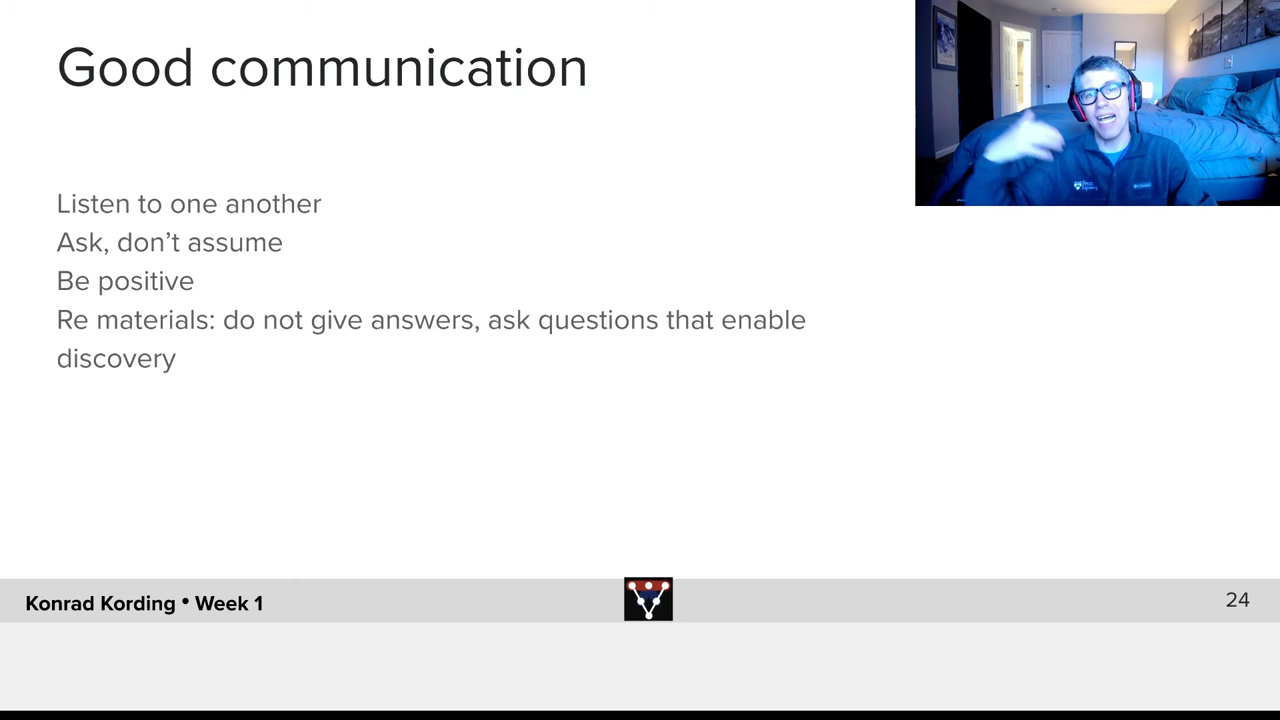 Good communication
Listen to one another
Ask, don’t assume
Be positive
Re materials: do not give answers, ask questions that enable
discovery
Konrad Kording • Week 1
24